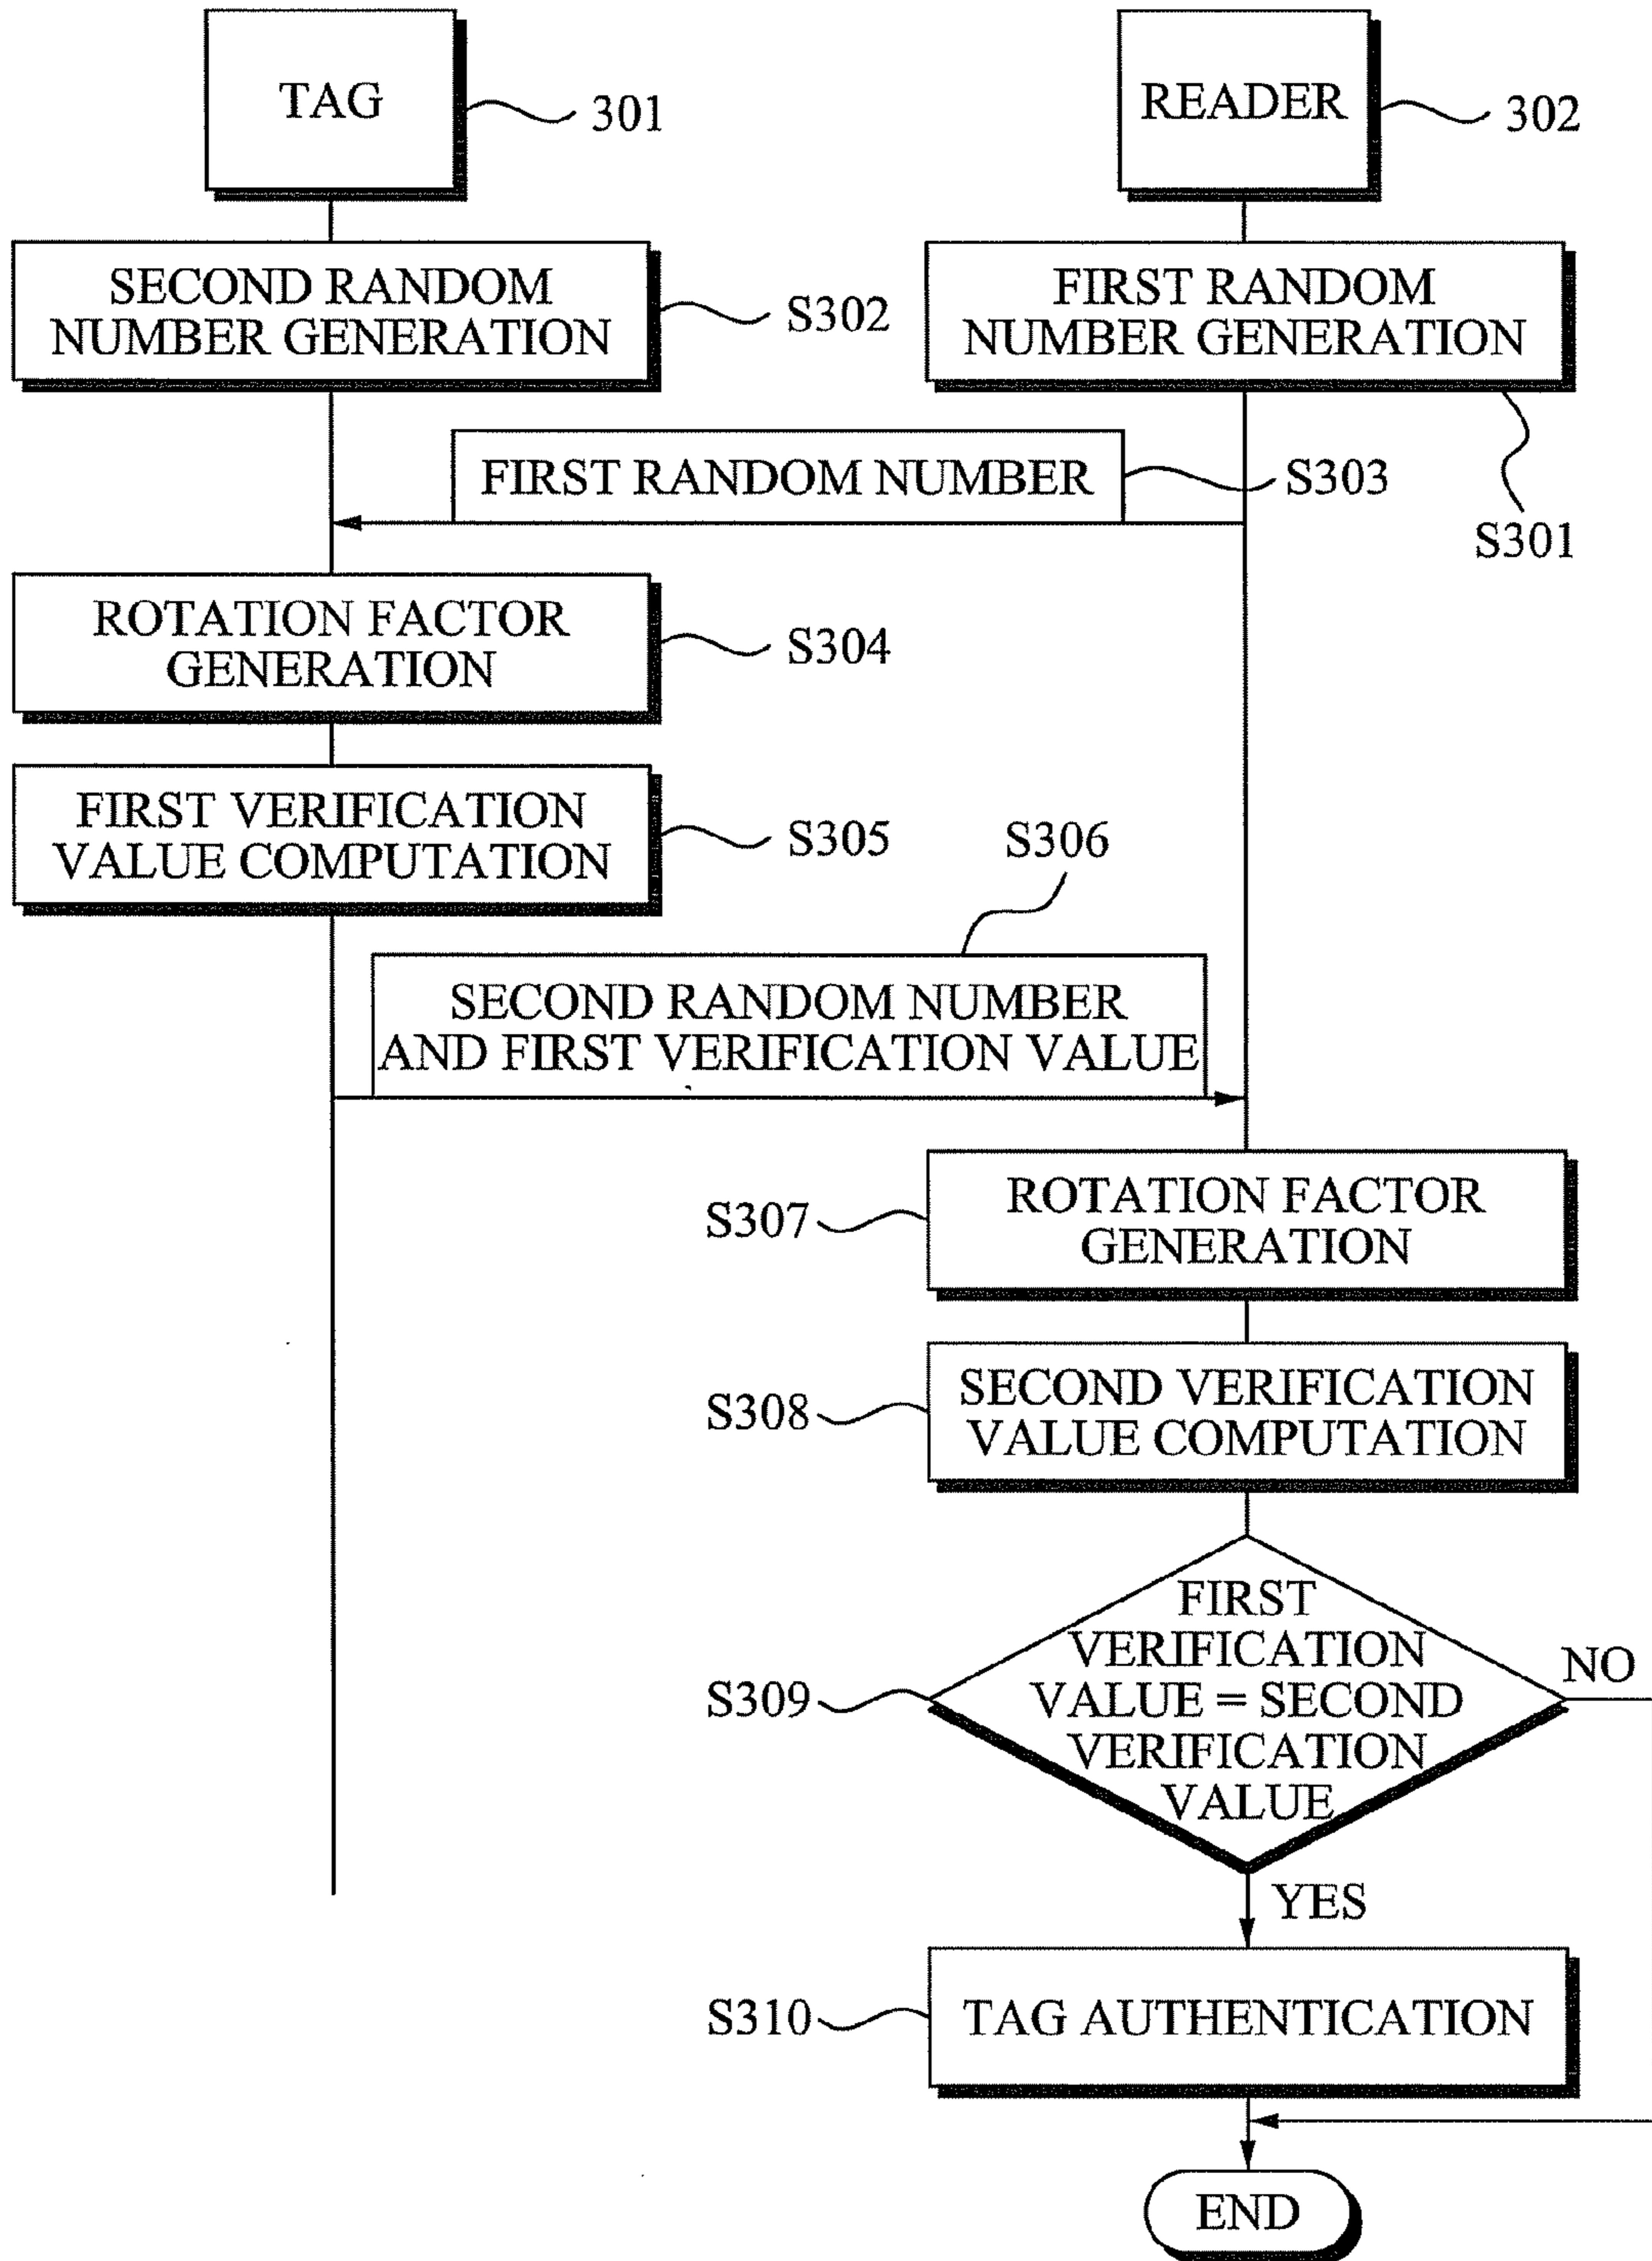 TAG
301
READER
302
SECOND RANDOM
NUMBER GENERATION
S302
FIRST RANDOM
NUMBER GENERATION
S301
FIRST RANDOM NUMBER
S303
ROTATION FACTOR
GENERATION
S304
FIRST VERIFICATION
VALUE COMPUTATION
S305
S306
SECOND RANDOM NUMBER
AND FIRST VERIFICATION VALUE
S307
ROTATION FACTOR
GENERATION
S308
SECOND VERIFICATION
VALUE COMPUTATION
S309
FIRST
VERIFICATION
VALUE = SECOND
VERIFICATION
VALUE
NO
YES
S310
TAG AUTHENTICATION
END